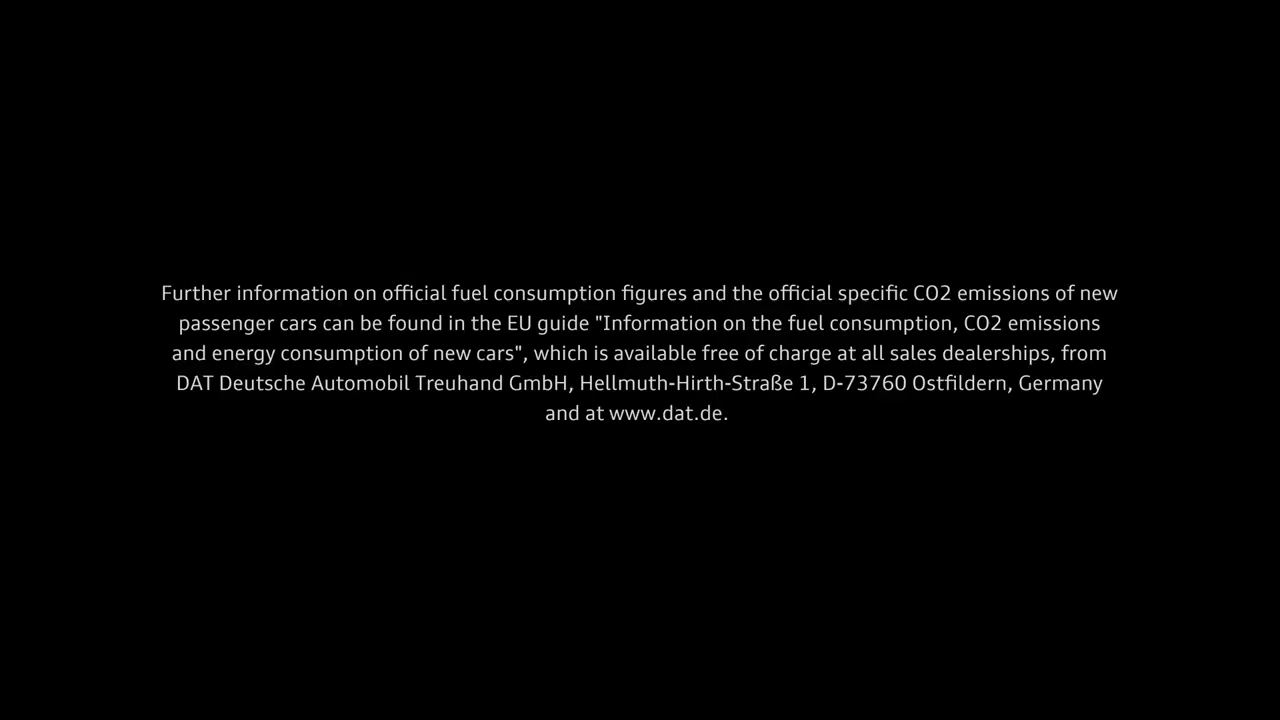 Further information on official fuel consumption figures and the official specific CO2 emissions of new
passenger cars can be found in the EU guide "Information on the fuel consumption, CO2 emissions
and energy consumption of new cars", which is available free of charge at all sales dealerships, from
DAT Deutsche Automobil Treuhand GmbH, Hellmuth-Hirth-Straße 1, D-73760 Ostfildern, Germany
and at www.dat.de.